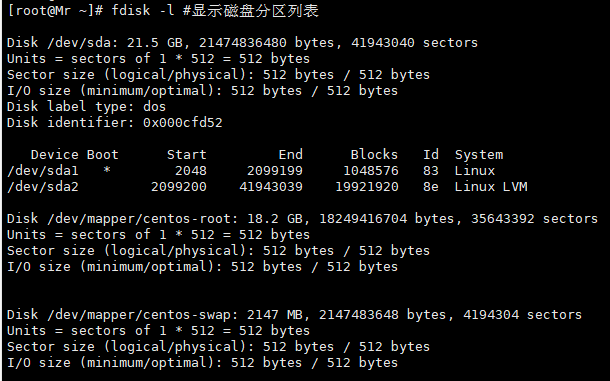 [root@Mr ~]# fdisk -l #显示磁盘分区列表
Disk /dev/sda: 21.5 GB, 21474836480 bytes, 41943040 sectors
Units = sectors of 1 * 512 = 512 bytes
Sector size (logical/physical): 512 bytes / 512 bytes
I/O size (minimum/optimal): 512 bytes / 512 bytes
Disk label type: dos
Disk identifier: 0x000cfd52
Device Boot Start End Blocks Id System
/dev/sda1 * 2048 2099199 1048576 83 Linux
/dev/sda2 2099200 41943039 19921920 8e Linux LVM
Disk /dev/mapper/centos-root: 18.2 GB, 18249416704 bytes, 35643392 sectors
Units = sectors of 1 * 512 = 512 bytes
Sector size (logical/physical): 512 bytes / 512 bytes
I/O size (minimum/optimal): 512 bytes / 512 bytes
Disk /dev/mapper/centos-swap: 2147 MB, 2147483648 bytes, 4194304 sectors
Units = sectors of 1 * 512 = 512 bytes
Sector size (logical/physical): 512 bytes / 512 bytes
I/O size (minimum/optimal): 512 bytes / 512 bytes